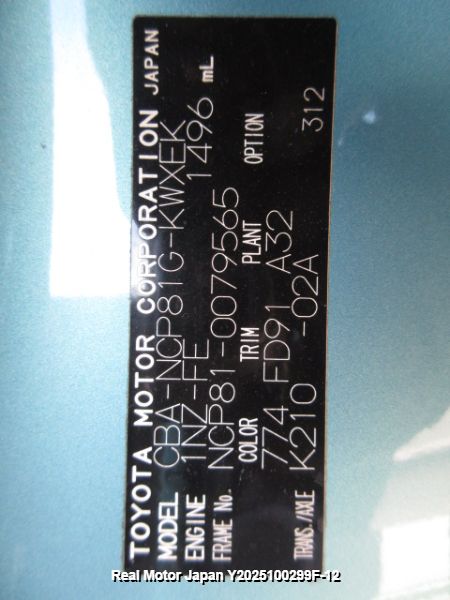 TOYOTA MOTOR CORPORATION JAPAN
MODEL CBA-NCP81G-KWXEK
ENGINE 1NZ-FE 1496 mL
FRAME No. NCP81-0079565
COLOR TRIM PLANT OPTION
774 FD91 A32
TRANS./AXLE K210 -02A 312
Real Motor Japan Y2025100299F-12